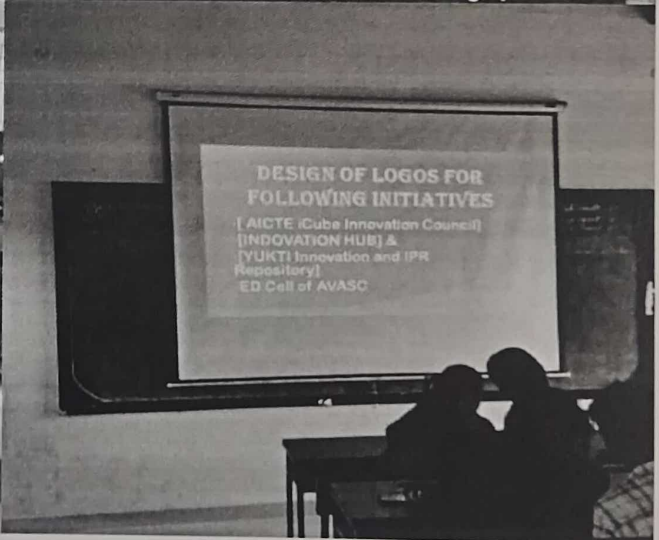 DESIGN OF LOGOS FOR
FOLLOWING INITIATIVES
[ AICTE iCube Innovation Council]
[INDOVATION HUB] &
[YUKTI Innovation and IPR
Repository]
ED Cell of AVASC